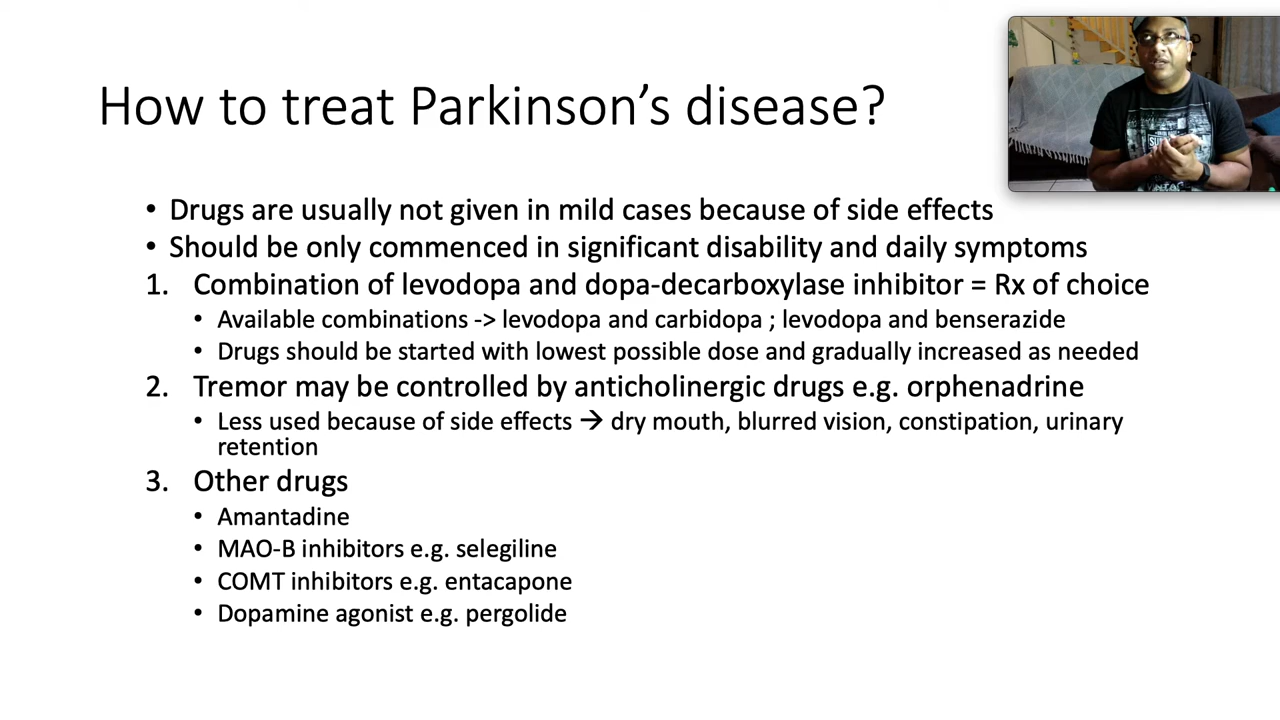 How to treat Parkinson's disease?
• Drugs are usually not given in mild cases because of side effects
• Should be only commenced in significant disability and daily symptoms
1. Combination of levodopa and dopa-decarboxylase inhibitor = Rx of choice
• Available combinations -> levodopa and carbidopa ; levodopa and benserazide
• Drugs should be started with lowest possible dose and gradually increased as needed
2. Tremor may be controlled by anticholinergic drugs e.g. orphenadrine
• Less used because of side effects → dry mouth, blurred vision, constipation, urinary
retention
3. Other drugs
• Amantadine
• MAO-B inhibitors e.g. selegiline
• COMT inhibitors e.g. entacapone
• Dopamine agonist e.g. pergolide